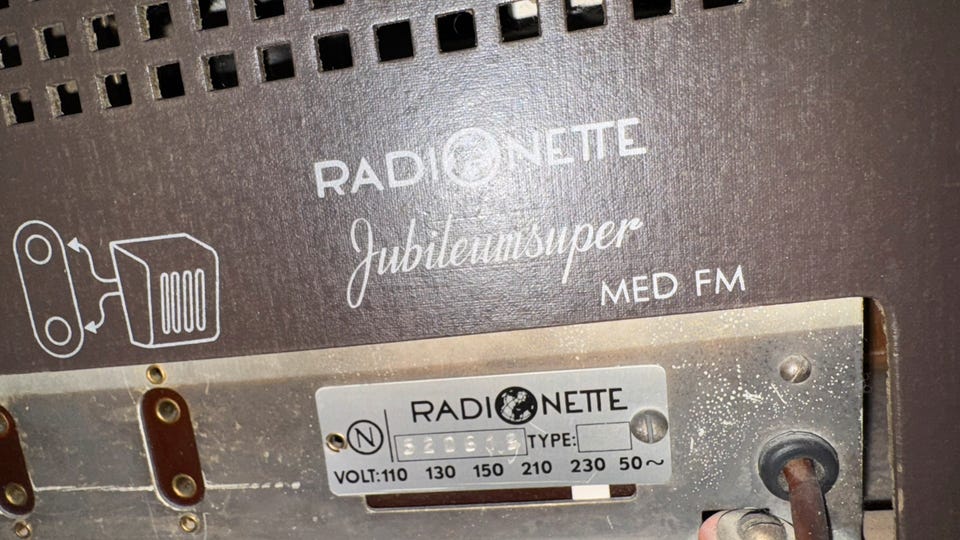 RADIONETTE
Jubileumsuper
MED FM
RADIONETTE
N
TYPE:
VOLT: 110 130 150 210 230 50~